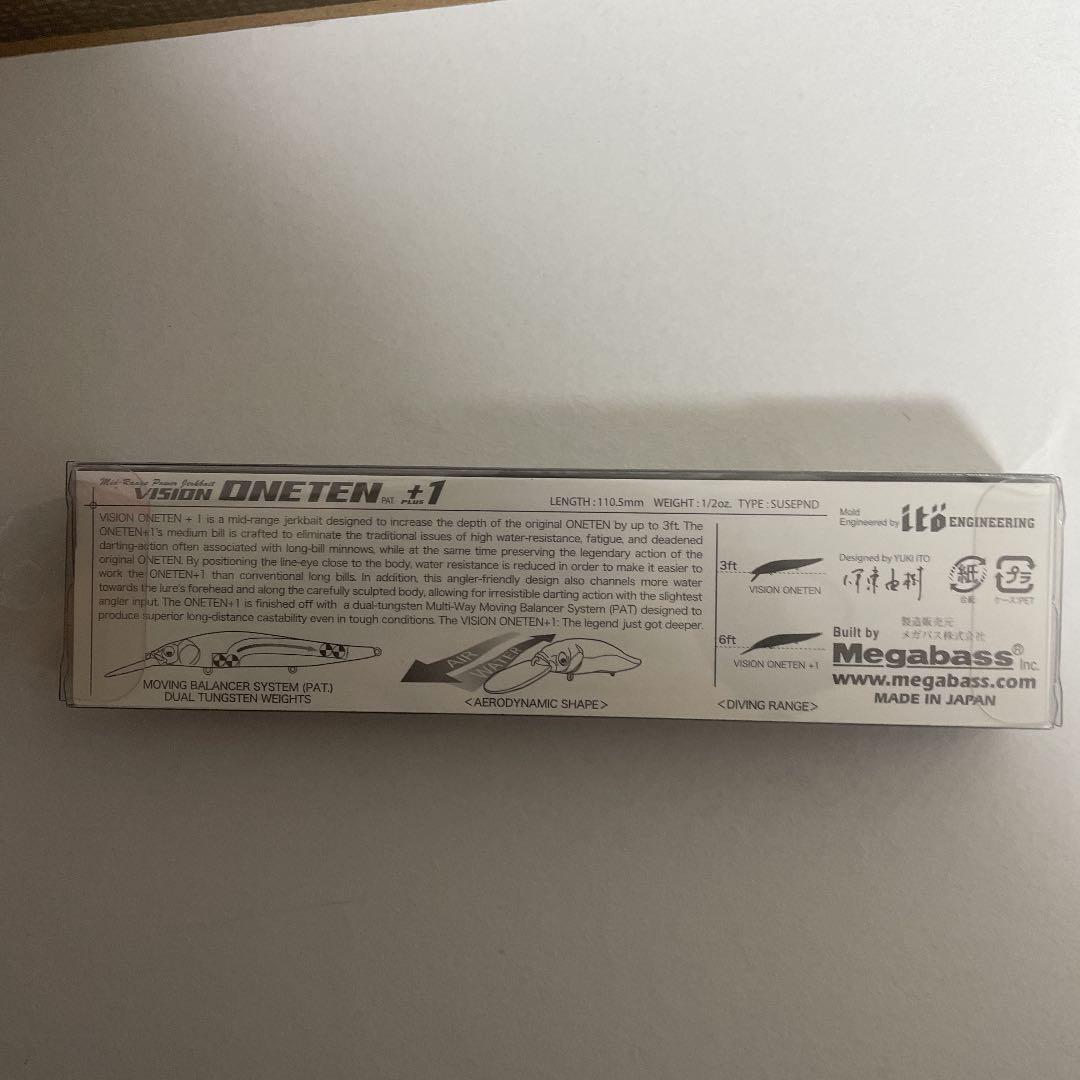 Mid-Range Power Jerkbait
VISION ONETEN PAT. +1 PLUS
LENGTH : 110.5mm WEIGHT : 1/2oz. TYPE : SUSEPND
VISION ONETEN + 1 is a mid-range jerkbait designed to increase the depth of the original ONETEN by up to 3ft. The
ONETEN+1's medium bill is crafted to eliminate the traditional issues of high water-resistance, fatigue, and deadened
darting-action often associated with long-bill minnows, while at the same time preserving the legendary action of the
original ONETEN. By positioning the line-eye close to the body, water resistance is reduced in order to make it easier to
work the ONETEN+1 than conventional long bills. In addition, this angler-friendly design also channels more water
towards the lure's forehead and along the carefully sculpted body, allowing for irresistible darting action with the slightest
angler input. The ONETEN+1 is finished off with a dual-tungsten Multi-Way Moving Balancer System (PAT) designed to
produce superior long-distance castability even in tough conditions. The VISION ONETEN+1: The legend just got deeper.
MOVING BALANCER SYSTEM (PAT.)
DUAL TUNGSTEN WEIGHTS
AIR
WATER
<AERODYNAMIC SHAPE>
3ft
VISION ONETEN
6ft
VISION ONETEN +1
<DIVING RANGE>
Mold
Engineered by itö ENGINEERING
Designed by YUKI ITO
伊東由樹
紙
台紙
プラ
ケース:PET
製造販売元
Built by メガバス株式会社
Megabass® Inc.
www.megabass.com
MADE IN JAPAN